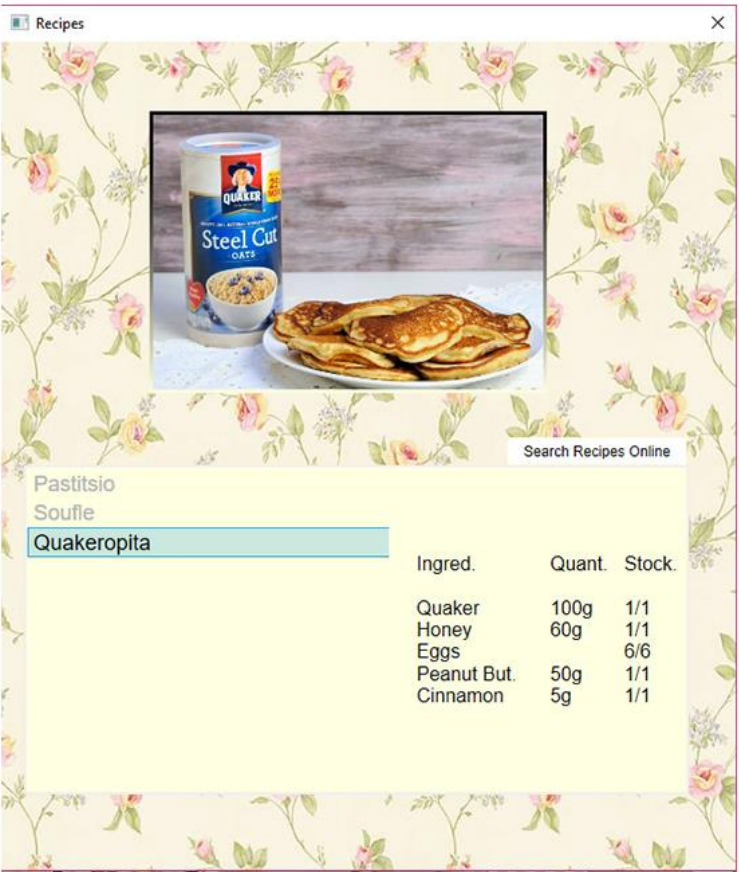 Recipes
QUAKER
Steel Cut
OATS
Search Recipes Online
Pastitsio
Soufle
Quakeropita
Ingred. Quant. Stock.
Quaker 100g 1/1
Honey 60g 1/1
Eggs 6/6
Peanut But. 50g 1/1
Cinnamon 5g 1/1